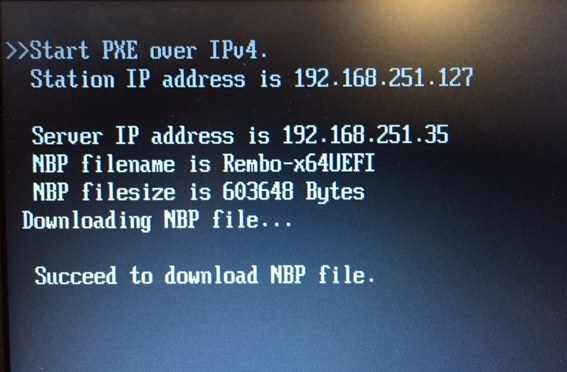 >>Start PXE over IPv4.
Station IP address is 192.168.251.127
Server IP address is 192.168.251.35
NBP filename is Rembo-x64UEFI
NBP filesize is 603648 Bytes
Downloading NBP file...
Succeed to download NBP file.